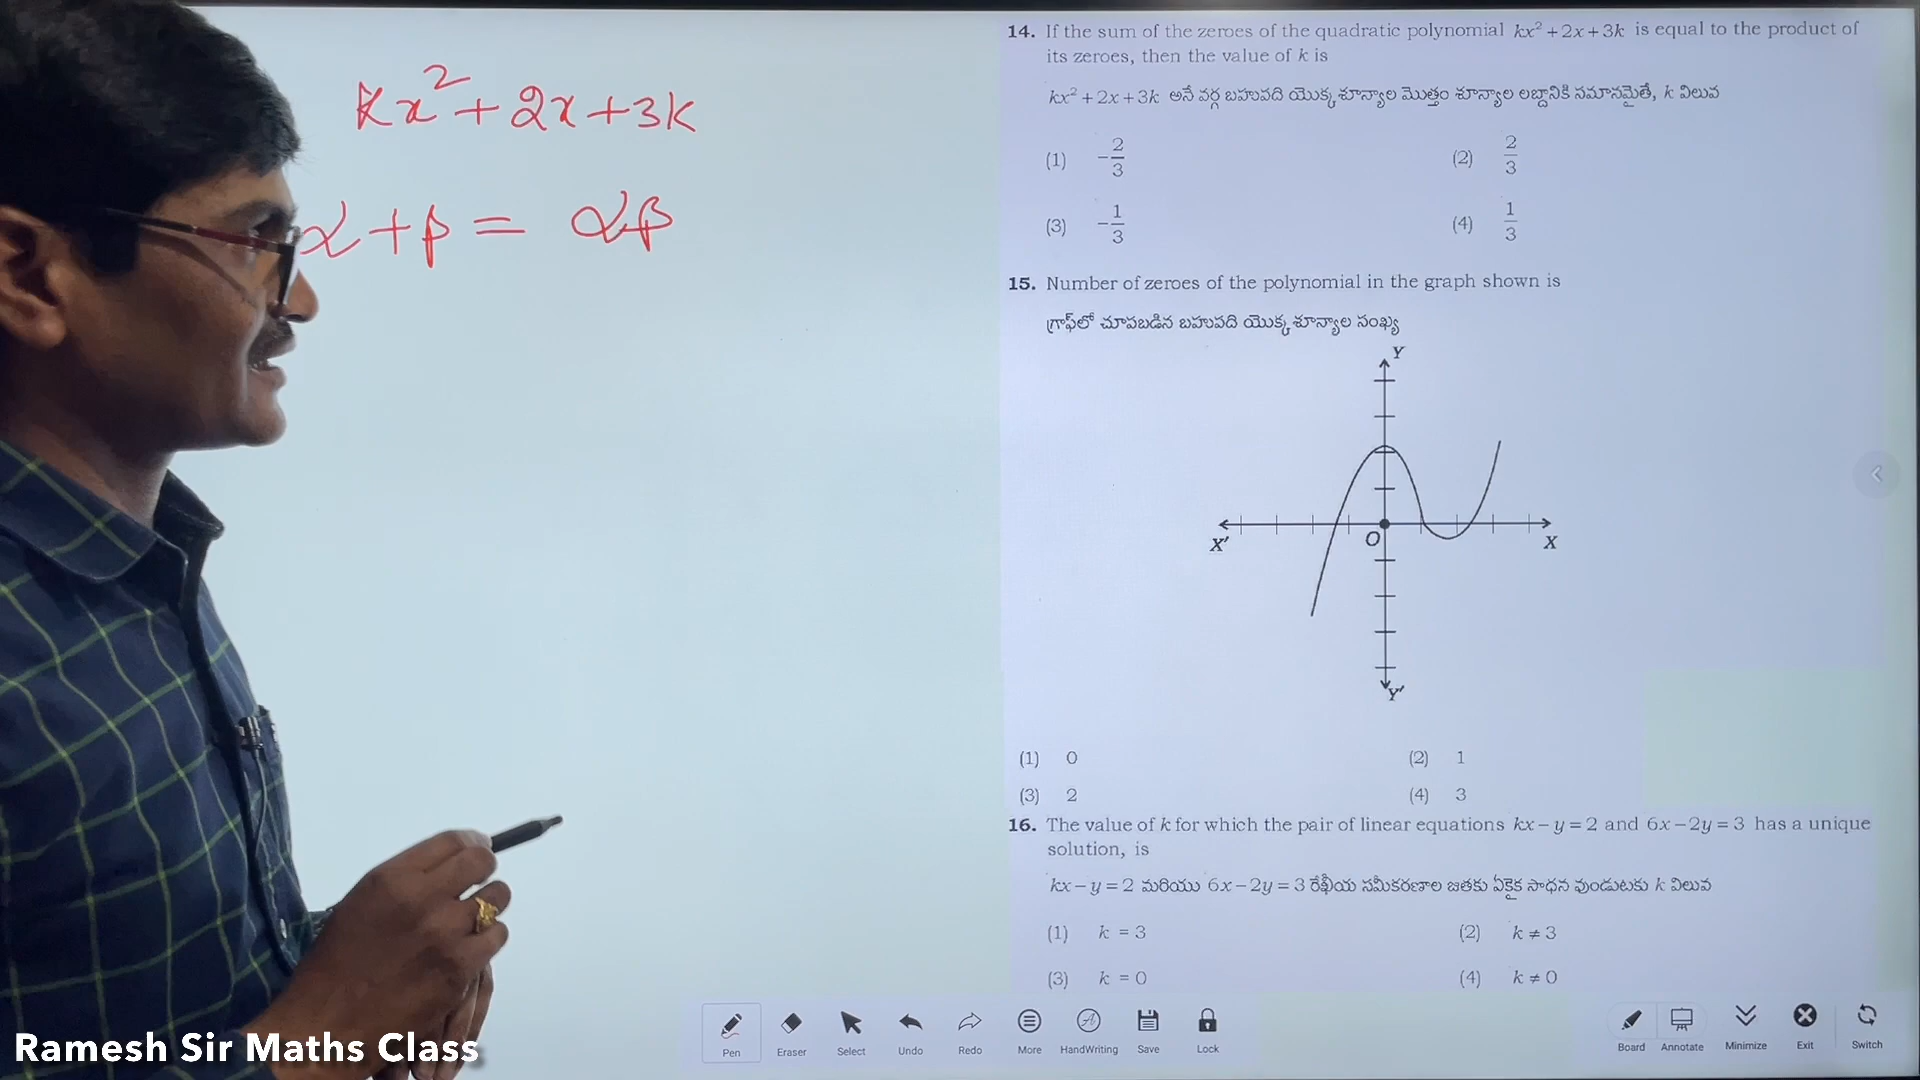 kx² + 2x + 3k
α + β = αβ
14. If the sum of the zeroes of the quadratic polynomial kx² + 2x + 3k is equal to the product of
its zeroes, then the value of k is
kx² + 2x + 3k అనే వర్గ బహుపది యొక్క శూన్యాల మొత్తం శూన్యాల లబ్దానికి సమానమైతే, k విలువ
(1) -2/3 (2) 2/3
(3) -1/3 (4) 1/3
15. Number of zeroes of the polynomial in the graph shown is
గ్రాఫ్‌లో చూపబడిన బహుపది యొక్క శూన్యాల సంఖ్య
Y
X' O X
Y'
(1) 0 (2) 1
(3) 2 (4) 3
16. The value of k for which the pair of linear equations kx – y = 2 and 6x – 2y = 3 has a unique
solution, is
kx – y = 2 మరియు 6x – 2y = 3 రేఖీయ సమీకరణాల జతకు ఏకైక సాధన వుండుటకు k విలువ
(1) k = 3 (2) k ≠ 3
(3) k = 0 (4) k ≠ 0
Pen Eraser Select Undo Redo More HandWriting Save Lock Board Annotate Minimize Exit Switch
Ramesh Sir Maths Class